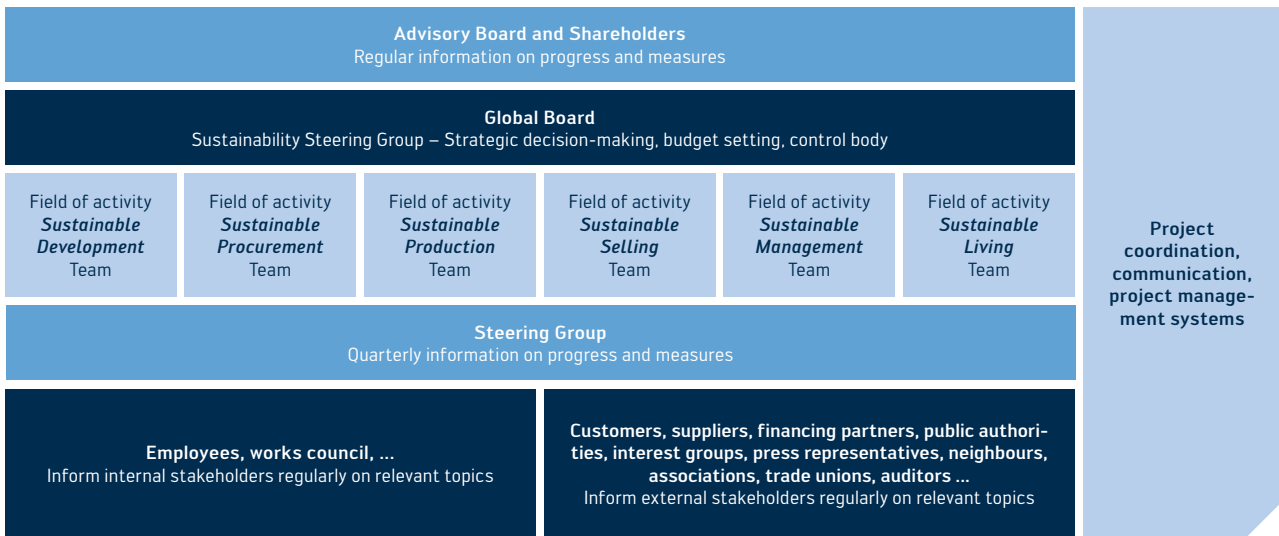 Advisory Board and Shareholders
Regular information on progress and measures
Global Board
Sustainability Steering Group – Strategic decision-making, budget setting, control body
Field of activity
Sustainable
Development
Team
Field of activity
Sustainable
Procurement
Team
Field of activity
Sustainable
Production
Team
Field of activity
Sustainable
Selling
Team
Field of activity
Sustainable
Management
Team
Field of activity
Sustainable
Living
Team
Steering Group
Quarterly information on progress and measures
Employees, works council, ...
Inform internal stakeholders regularly on relevant topics
Customers, suppliers, financing partners, public authori-
ties, interest groups, press representatives, neighbours,
associations, trade unions, auditors ...
Inform external stakeholders regularly on relevant topics
Project
coordination,
communication,
project manage-
ment systems